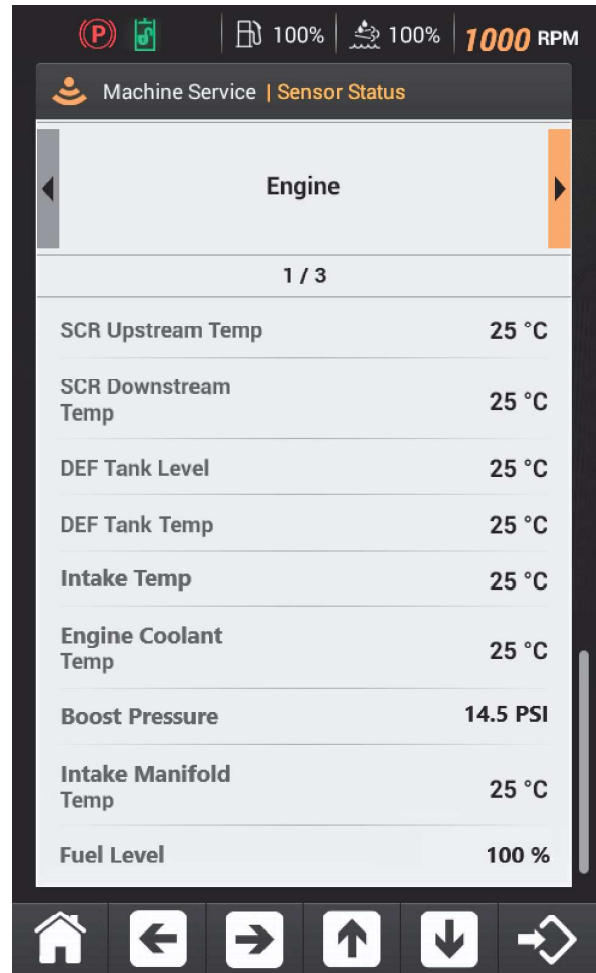 P 100% 100% 1000 RPM
Machine Service | Sensor Status
Engine
1 / 3
SCR Upstream Temp 25 °C
SCR Downstream
Temp 25 °C
DEF Tank Level 25 °C
DEF Tank Temp 25 °C
Intake Temp 25 °C
Engine Coolant
Temp 25 °C
Boost Pressure 14.5 PSI
Intake Manifold
Temp 25 °C
Fuel Level 100 %